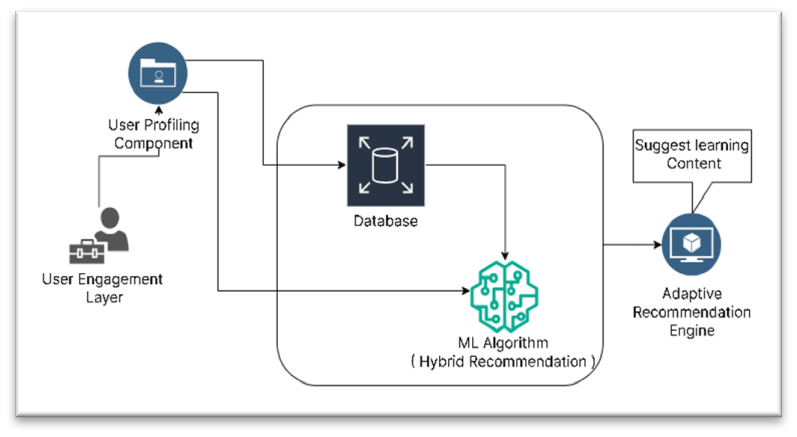 User Profiling
Component
User Engagement
Layer
Database
ML Algorithm
( Hybrid Recommendation )
Suggest learning
Content
Adaptive
Recommendation
Engine